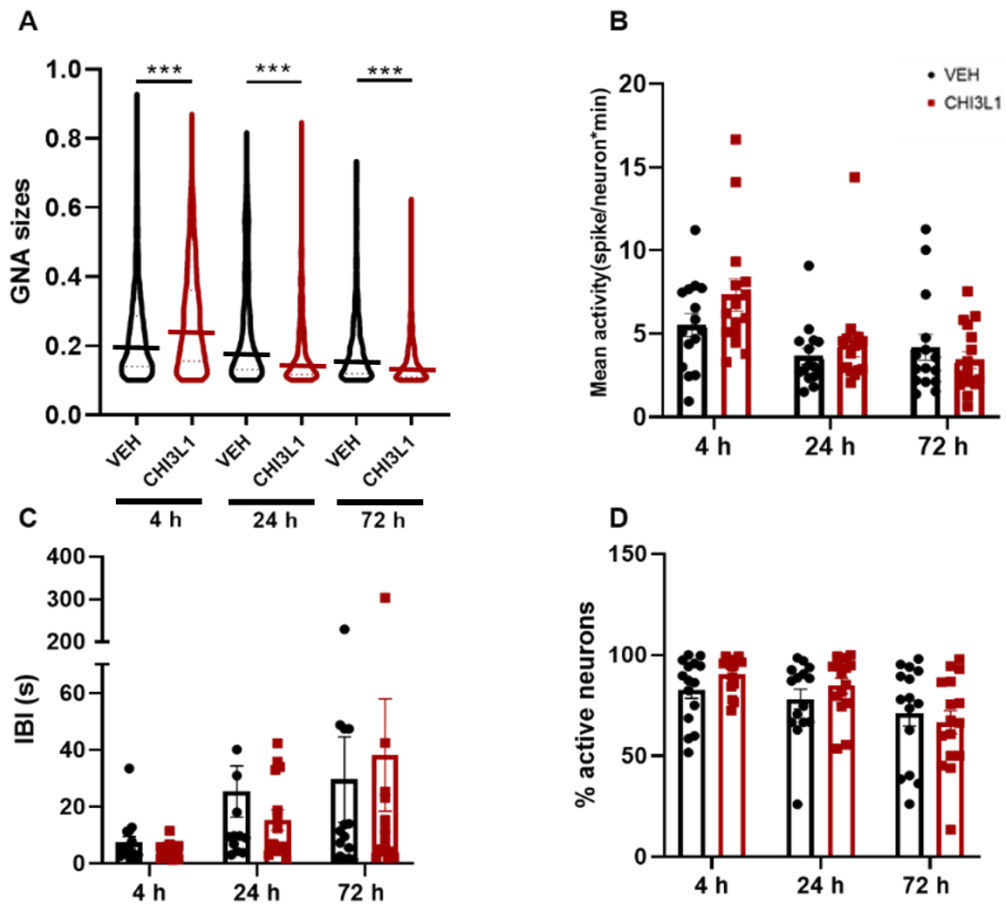 A
GNA sizes
1.0
0.8
0.6
0.4
0.2
0.0
***
***
***
VEH
CHI3L1
VEH
CHI3L1
VEH
CHI3L1
4 h
24 h
72 h
B
Mean activity(spike/neuron*min)
20
15
10
5
0
VEH
CHI3L1
4 h
24 h
72 h
C
IBI (s)
400
300
200
60
40
20
0
4 h
24 h
72 h
D
% active neurons
150
100
50
0
4 h
24 h
72 h